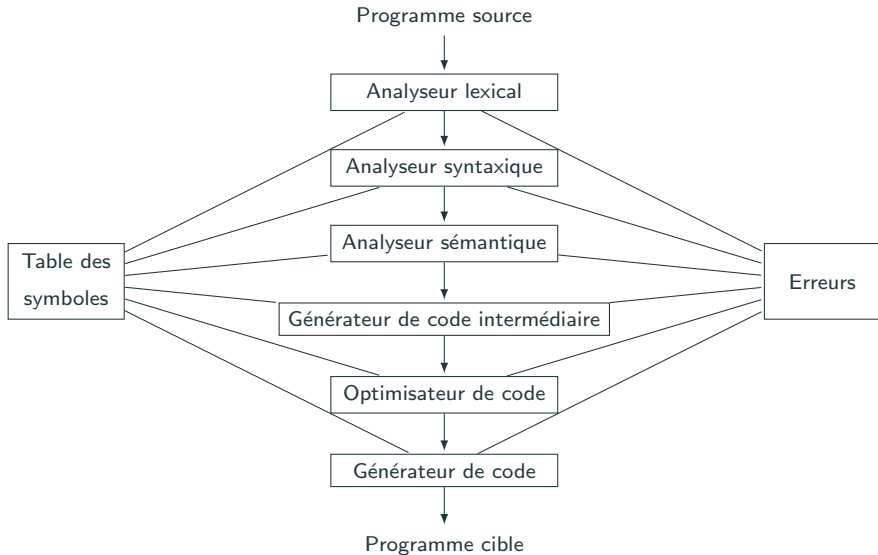 Programme source
Analyseur lexical
Analyseur syntaxique
Analyseur sémantique
Table des
symboles
Erreurs
Générateur de code intermédiaire
Optimisateur de code
Générateur de code
Programme cible